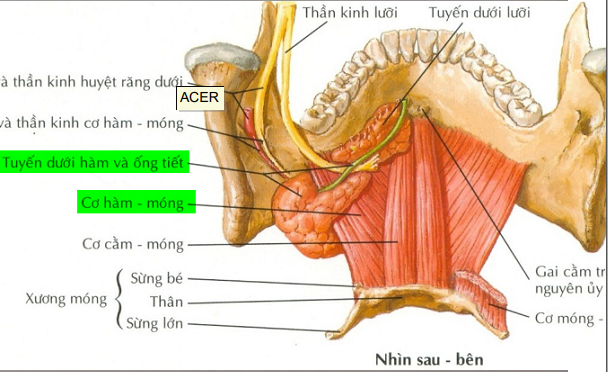 Thần kinh lưỡi
Tuyến dưới lưỡi
và thần kinh huyệt răng dưới
ACER
và thần kinh cơ hàm - móng
Tuyến dưới hàm và ống tiết
Cơ hàm - móng
Cơ cằm - móng
Sừng bé
Xương móng
Thân
Sừng lớn
Gai cằm tr
nguyên ủy
Cơ móng -
Nhìn sau - bên